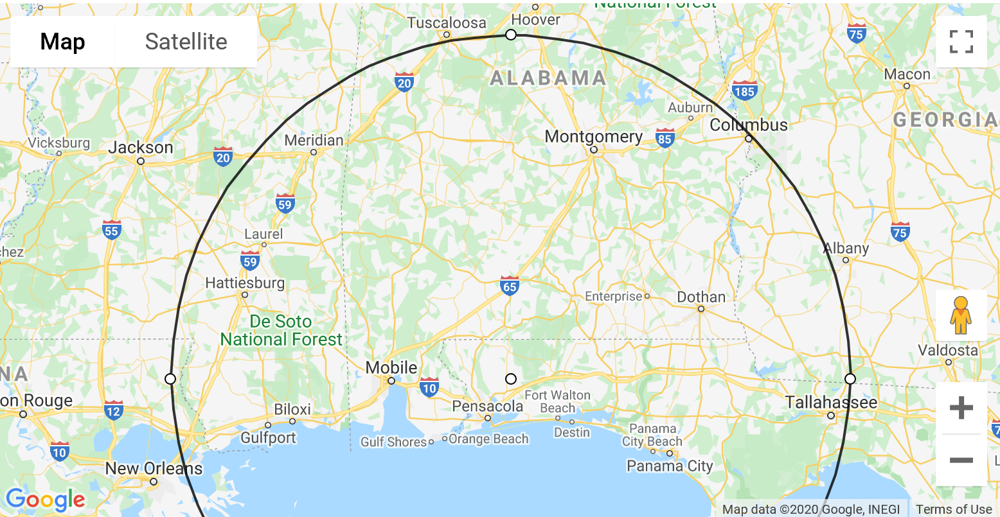 National Forest
Tuscaloosa
Hoover
Map
Satellite
75
ALABAMA
20
185
Macon
Auburn
GEORGIA
Columbus
Vicksburg
Jackson
Meridian
Montgomery
85
20
59
55
75
Laurel
chez
Albany
59
Hattiesburg
65
Enterprise
Dothan
De Soto
National Forest
Valdosta
NA
Mobile
10
Fort Walton
Beach
on Rouge
12
Biloxi
Pensacola
Tallahassee
Gulfport
Gulf Shores
Orange Beach
Destin
Panama
City Beach
7
10
New Orleans
Panama City
L
Google
Map data ©2020 Google, INEGI
Terms of Use